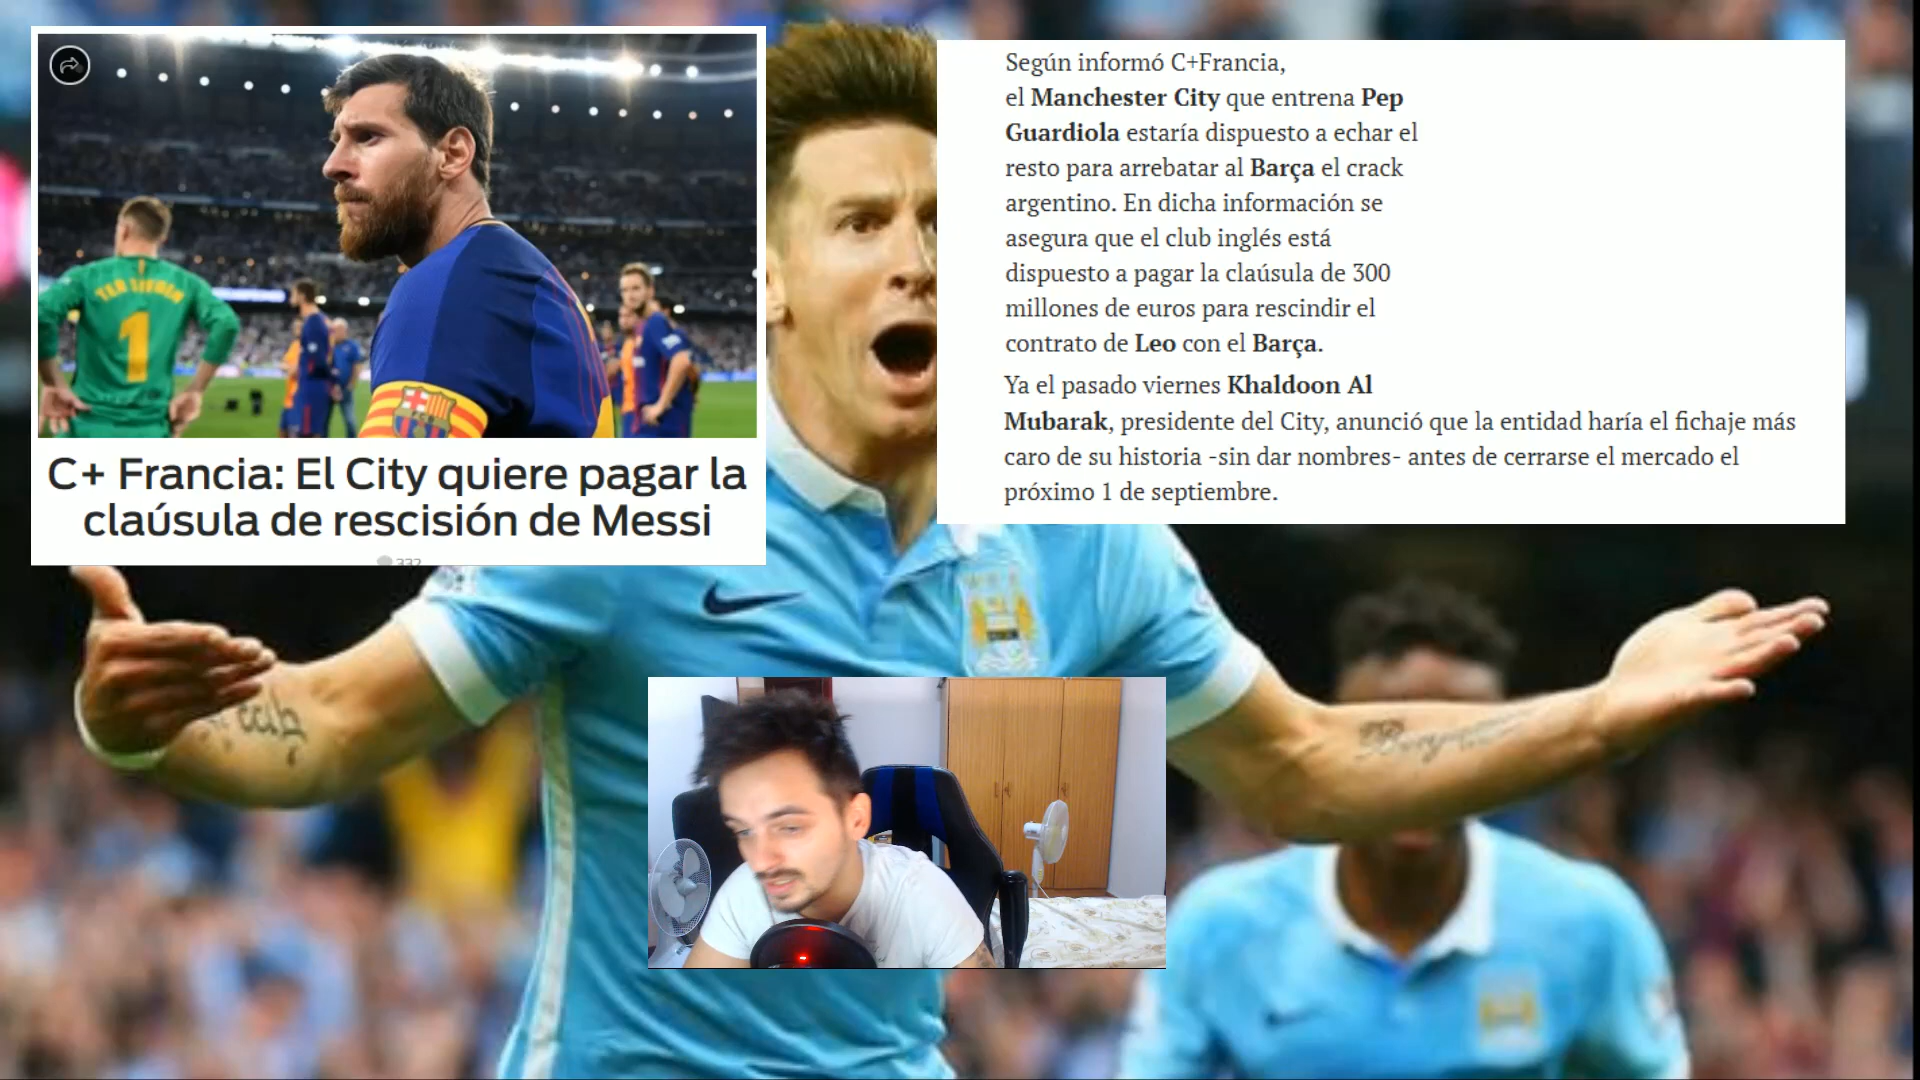 TER STEGEN
1
C+ Francia: El City quiere pagar la
claúsula de rescisión de Messi
Según informó C+Francia,
el Manchester City que entrena Pep
Guardiola estaría dispuesto a echar el
resto para arrebatar al Barça el crack
argentino. En dicha información se
asegura que el club inglés está
dispuesto a pagar la claúsula de 300
millones de euros para rescindir el
contrato de Leo con el Barça.
Ya el pasado viernes Khaldoon Al
Mubarak, presidente del City, anunció que la entidad haría el fichaje más
caro de su historia -sin dar nombres- antes de cerrarse el mercado el
próximo 1 de septiembre.